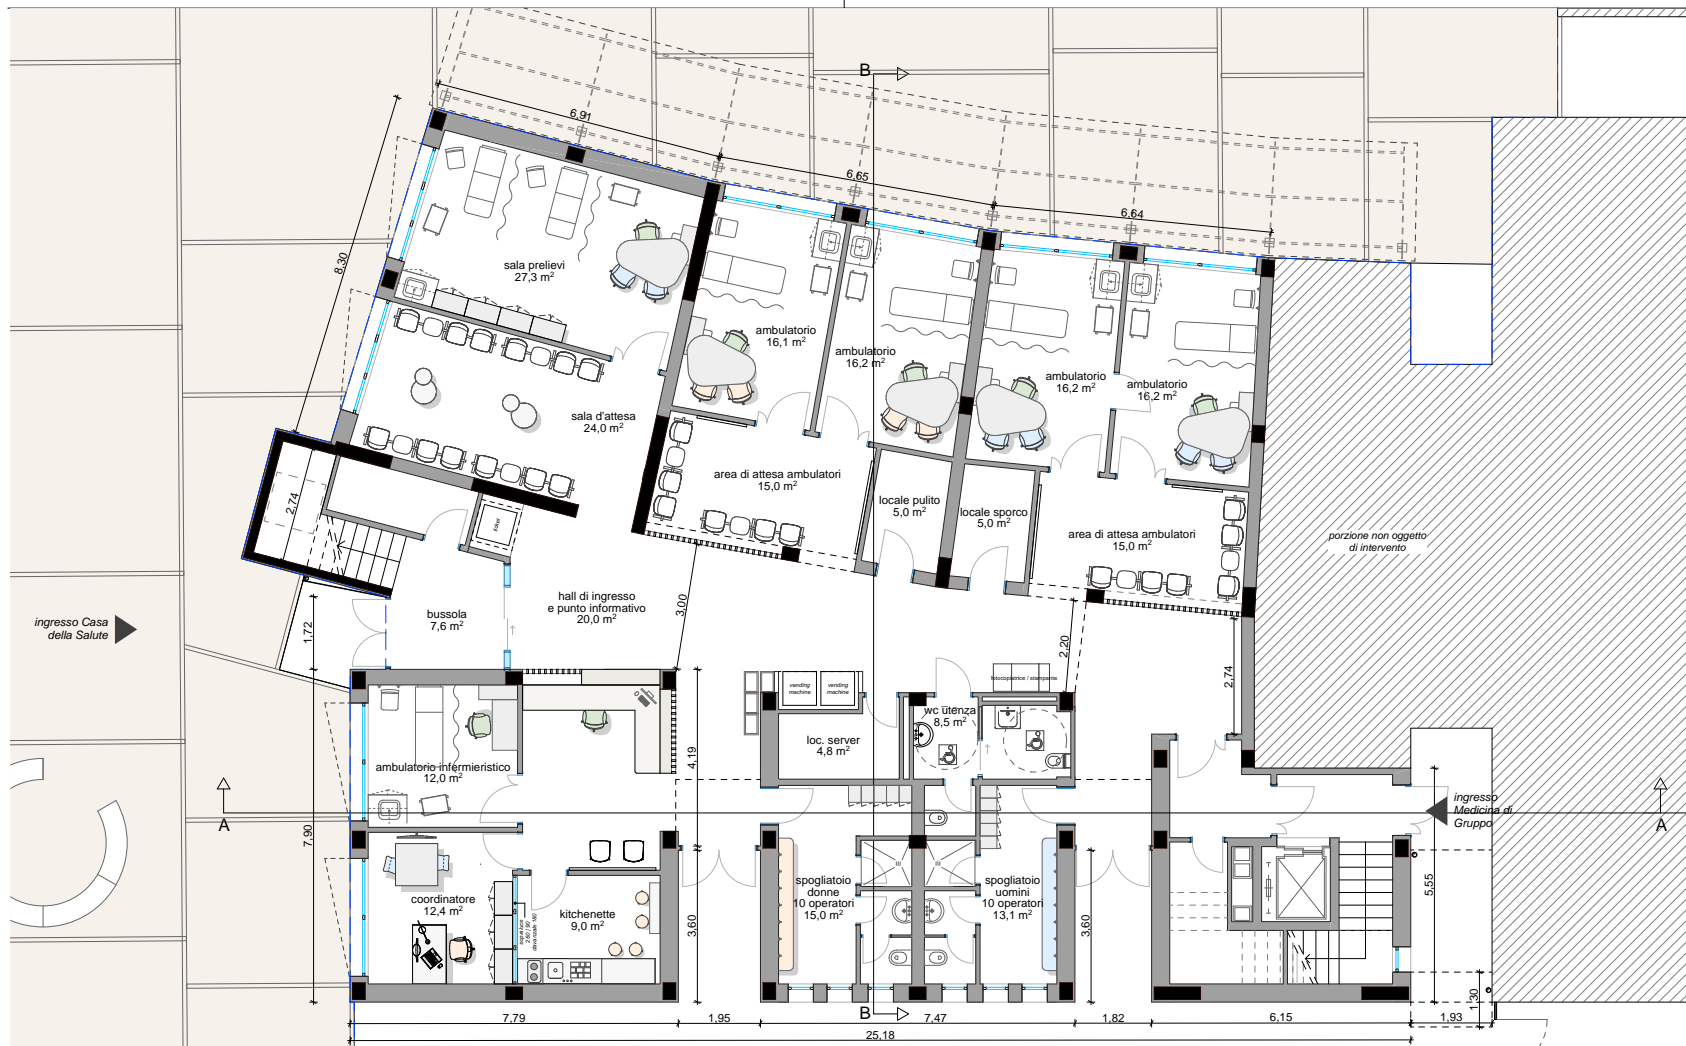 B
6,91
6,65
6,64
8,30
sala prelievi
27,3 m²
ambulatorio
16,1 m²
ambulatorio
16,2 m²
ambulatorio
16,2 m²
ambulatorio
16,2 m²
sala d'attesa
24,0 m²
area di attesa ambulatori
15,0 m²
locale pulito
5,0 m²
locale sporco
5,0 m²
area di attesa ambulatori
15,0 m²
porzione non oggetto
di intervento
2,74
ingresso Casa
della Salute
1,72
bussola
7,6 m²
hall di ingresso
e punto informativo
20,0 m²
3,00
2,20
2,74
vending
machine
vending
machine
fotocopiatrice / stampante
wc utenza
8,5 m²
loc. server
4,8 m²
4,19
ambulatorio infermieristico
12,0 m²
A
A
ingresso
Medicina di
Gruppo
7,90
5,55
coordinatore
12,4 m²
kitchenette
9,0 m²
3,60
spogliatoio
donne
10 operatori
15,0 m²
spogliatoio
uomini
10 operatori
13,1 m²
3,60
1,30
B
7,79
1,95
7,47
1,82
6,15
1,93
25,18